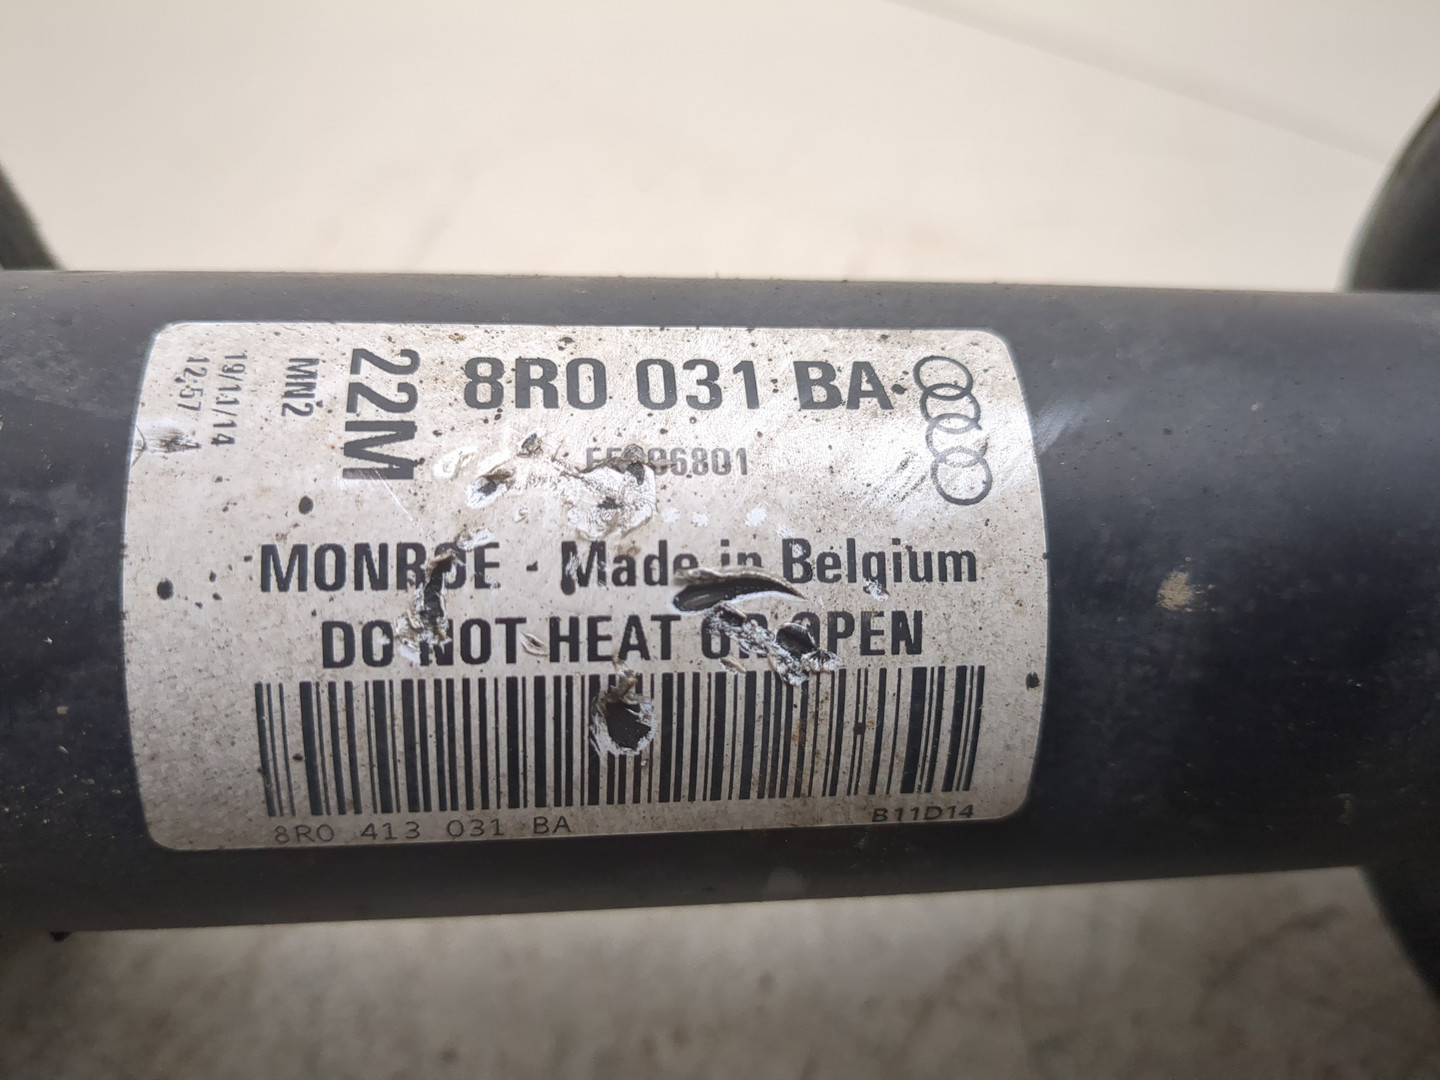 8R0 031 BA
22M
MN2
19/11/14
12:57
MONROE - Made in Belgium
DO NOT HEAT OR OPEN
8R0 413 031 BA
B11D14